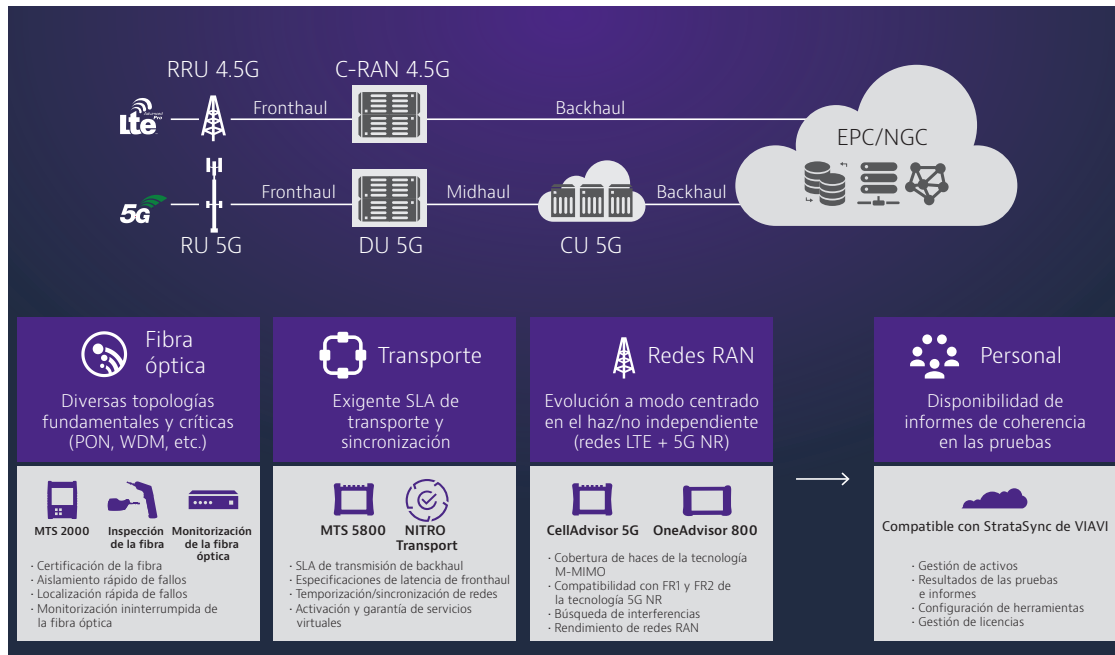 RRU 4.5G
C-RAN 4.5G
Lte Advanced Pro
Fronthaul
Backhaul
EPC/NGC
5G
Fronthaul
Midhaul
Backhaul
RU 5G
DU 5G
CU 5G
Fibra
óptica
Diversas topologías
fundamentales y críticas
(PON, WDM, etc.)
MTS 2000
Inspección
de la fibra
Monitorización
de la fibra
óptica
· Certificación de la fibra
· Aislamiento rápido de fallos
· Localización rápida de fallos
· Monitorización ininterrumpida de
la fibra óptica
Transporte
Exigente SLA de
transporte y
sincronización
MTS 5800
NITRO
Transport
· SLA de transmisión de backhaul
· Especificaciones de latencia de fronthaul
· Temporización/sincronización de redes
· Activación y garantía de servicios
virtuales
Redes RAN
Evolución a modo centrado
en el haz/no independiente
(redes LTE + 5G NR)
CellAdvisor 5G
OneAdvisor 800
· Cobertura de haces de la tecnología
M-MIMO
· Compatibilidad con FR1 y FR2 de
la tecnología 5G NR
· Búsqueda de interferencias
· Rendimiento de redes RAN
Personal
Disponibilidad de
informes de coherencia
en las pruebas
Compatible con StrataSync de VIAVI
· Gestión de activos
· Resultados de las pruebas
e informes
· Configuración de herramientas
· Gestión de licencias